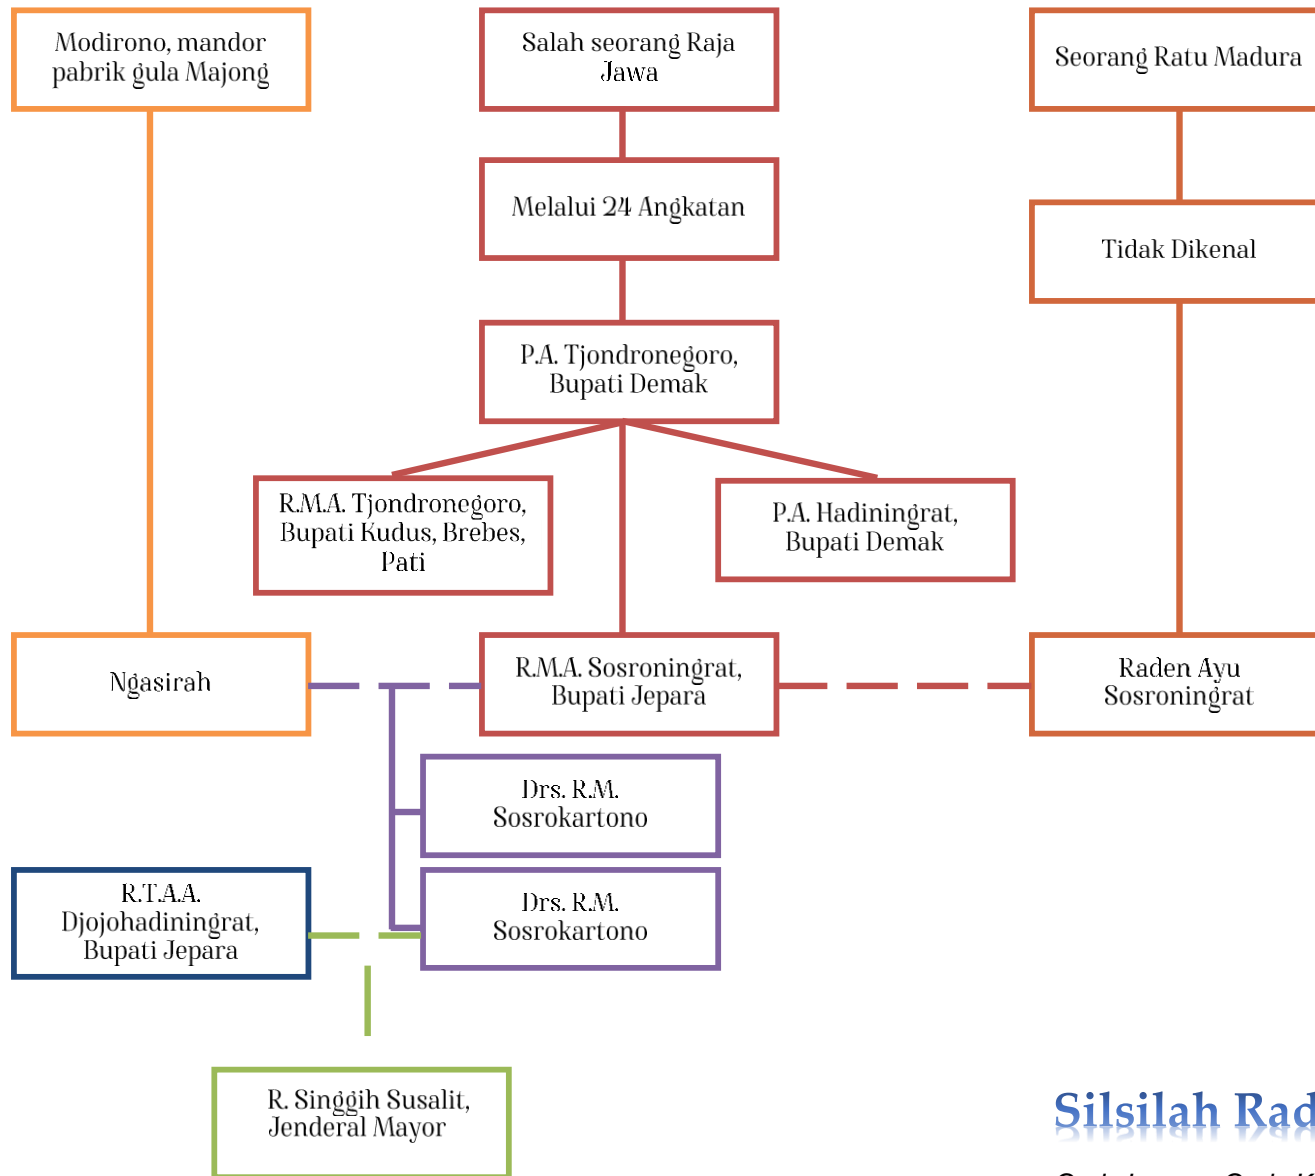 Modirono, mandor
pabrik gula Majong
Salah seorang Raja
Jawa
Seorang Ratu Madura
Melalui 24 Angkatan
Tidak Dikenal
P.A. Tjondronegoro,
Bupati Demak
R.M.A. Tjondronegoro,
Bupati Kudus, Brebes,
Pati
P.A. Hadiningrat,
Bupati Demak
Ngasirah
R.M.A. Sosroningrat,
Bupati Jepara
Raden Ayu
Sosroningrat
Drs. R.M.
Sosrokartono
R.T.A.A.
Djojohadiningrat,
Bupati Jepara
Drs. R.M.
Sosrokartono
R. Singgih Susalit,
Jenderal Mayor
Silsilah Rad